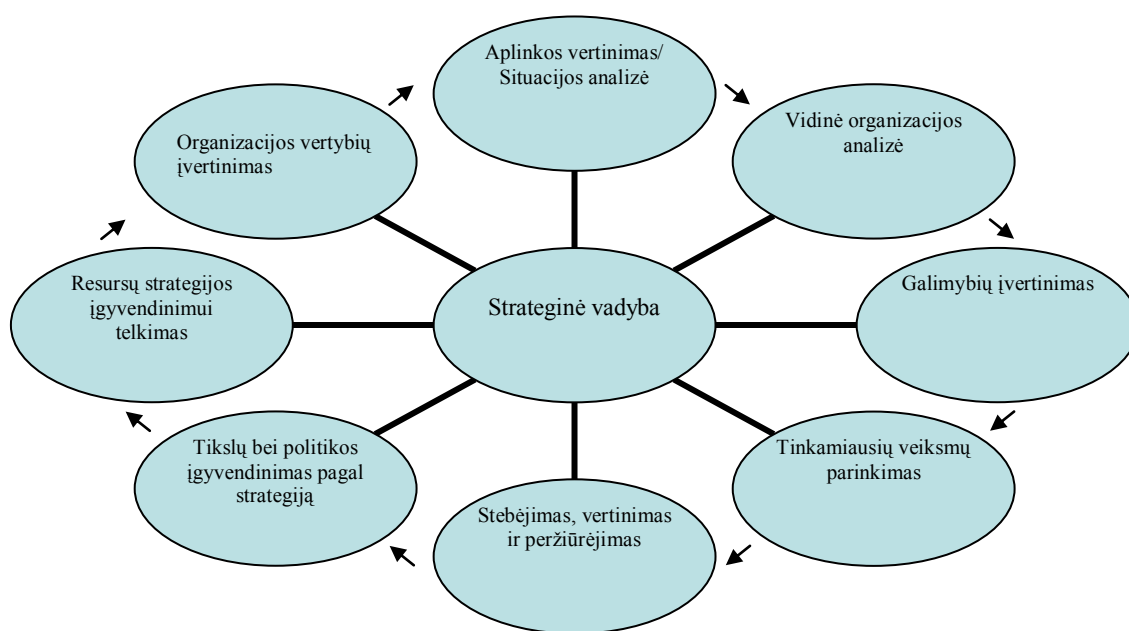 Aplinkos vertinimas/
Situacijos analizė
Vidinė organizacijos
analizė
Organizacijos vertybių
įvertinimas
Resursų strategijos
įgyvendinimui
telkimas
Strateginė vadyba
Galimybių įvertinimas
Tikslų bei politikos
įgyvendinimas pagal
strategiją
Tinkamiausių veiksmų
parinkimas
Stebėjimas, vertinimas
ir peržiūrėjimas